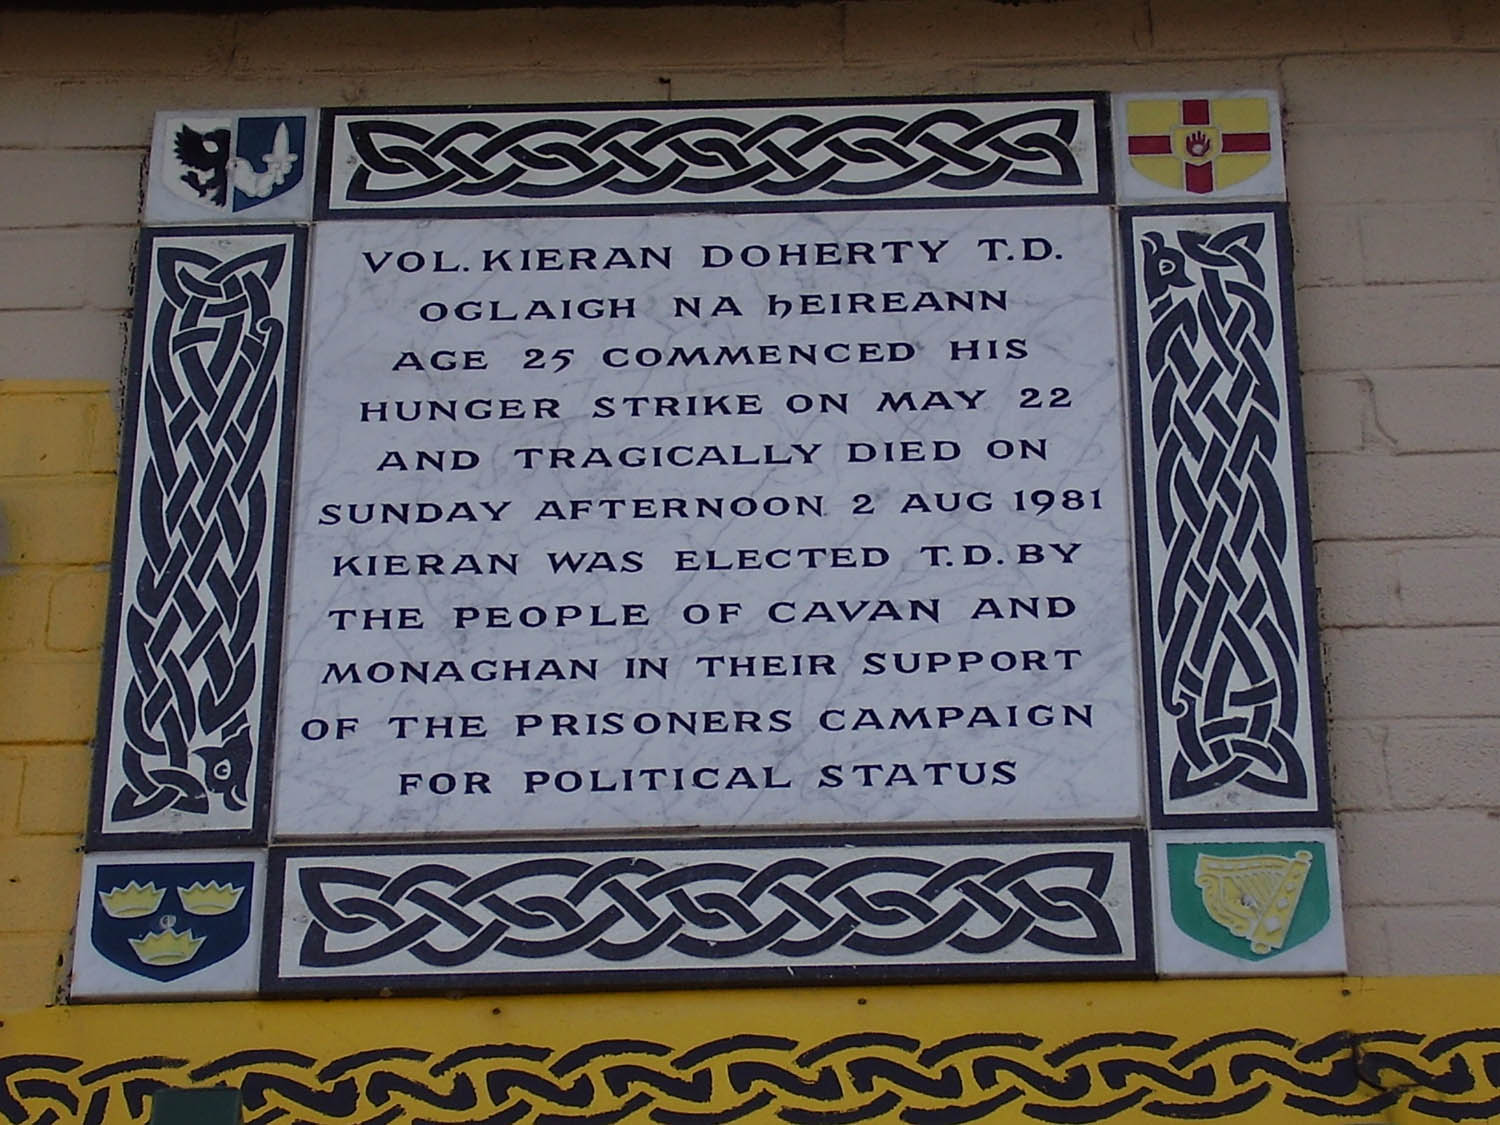 VOL. KIERAN DOHERTY T.D.
OGLAIGH NA hEIREANN
AGE 25 COMMENCED HIS
HUNGER STRIKE ON MAY 22
AND TRAGICALLY DIED ON
SUNDAY AFTERNOON 2 AUG 1981
KIERAN WAS ELECTED T.D. BY
THE PEOPLE OF CAVAN AND
MONAGHAN IN THEIR SUPPORT
OF THE PRISONERS CAMPAIGN
FOR POLITICAL STATUS